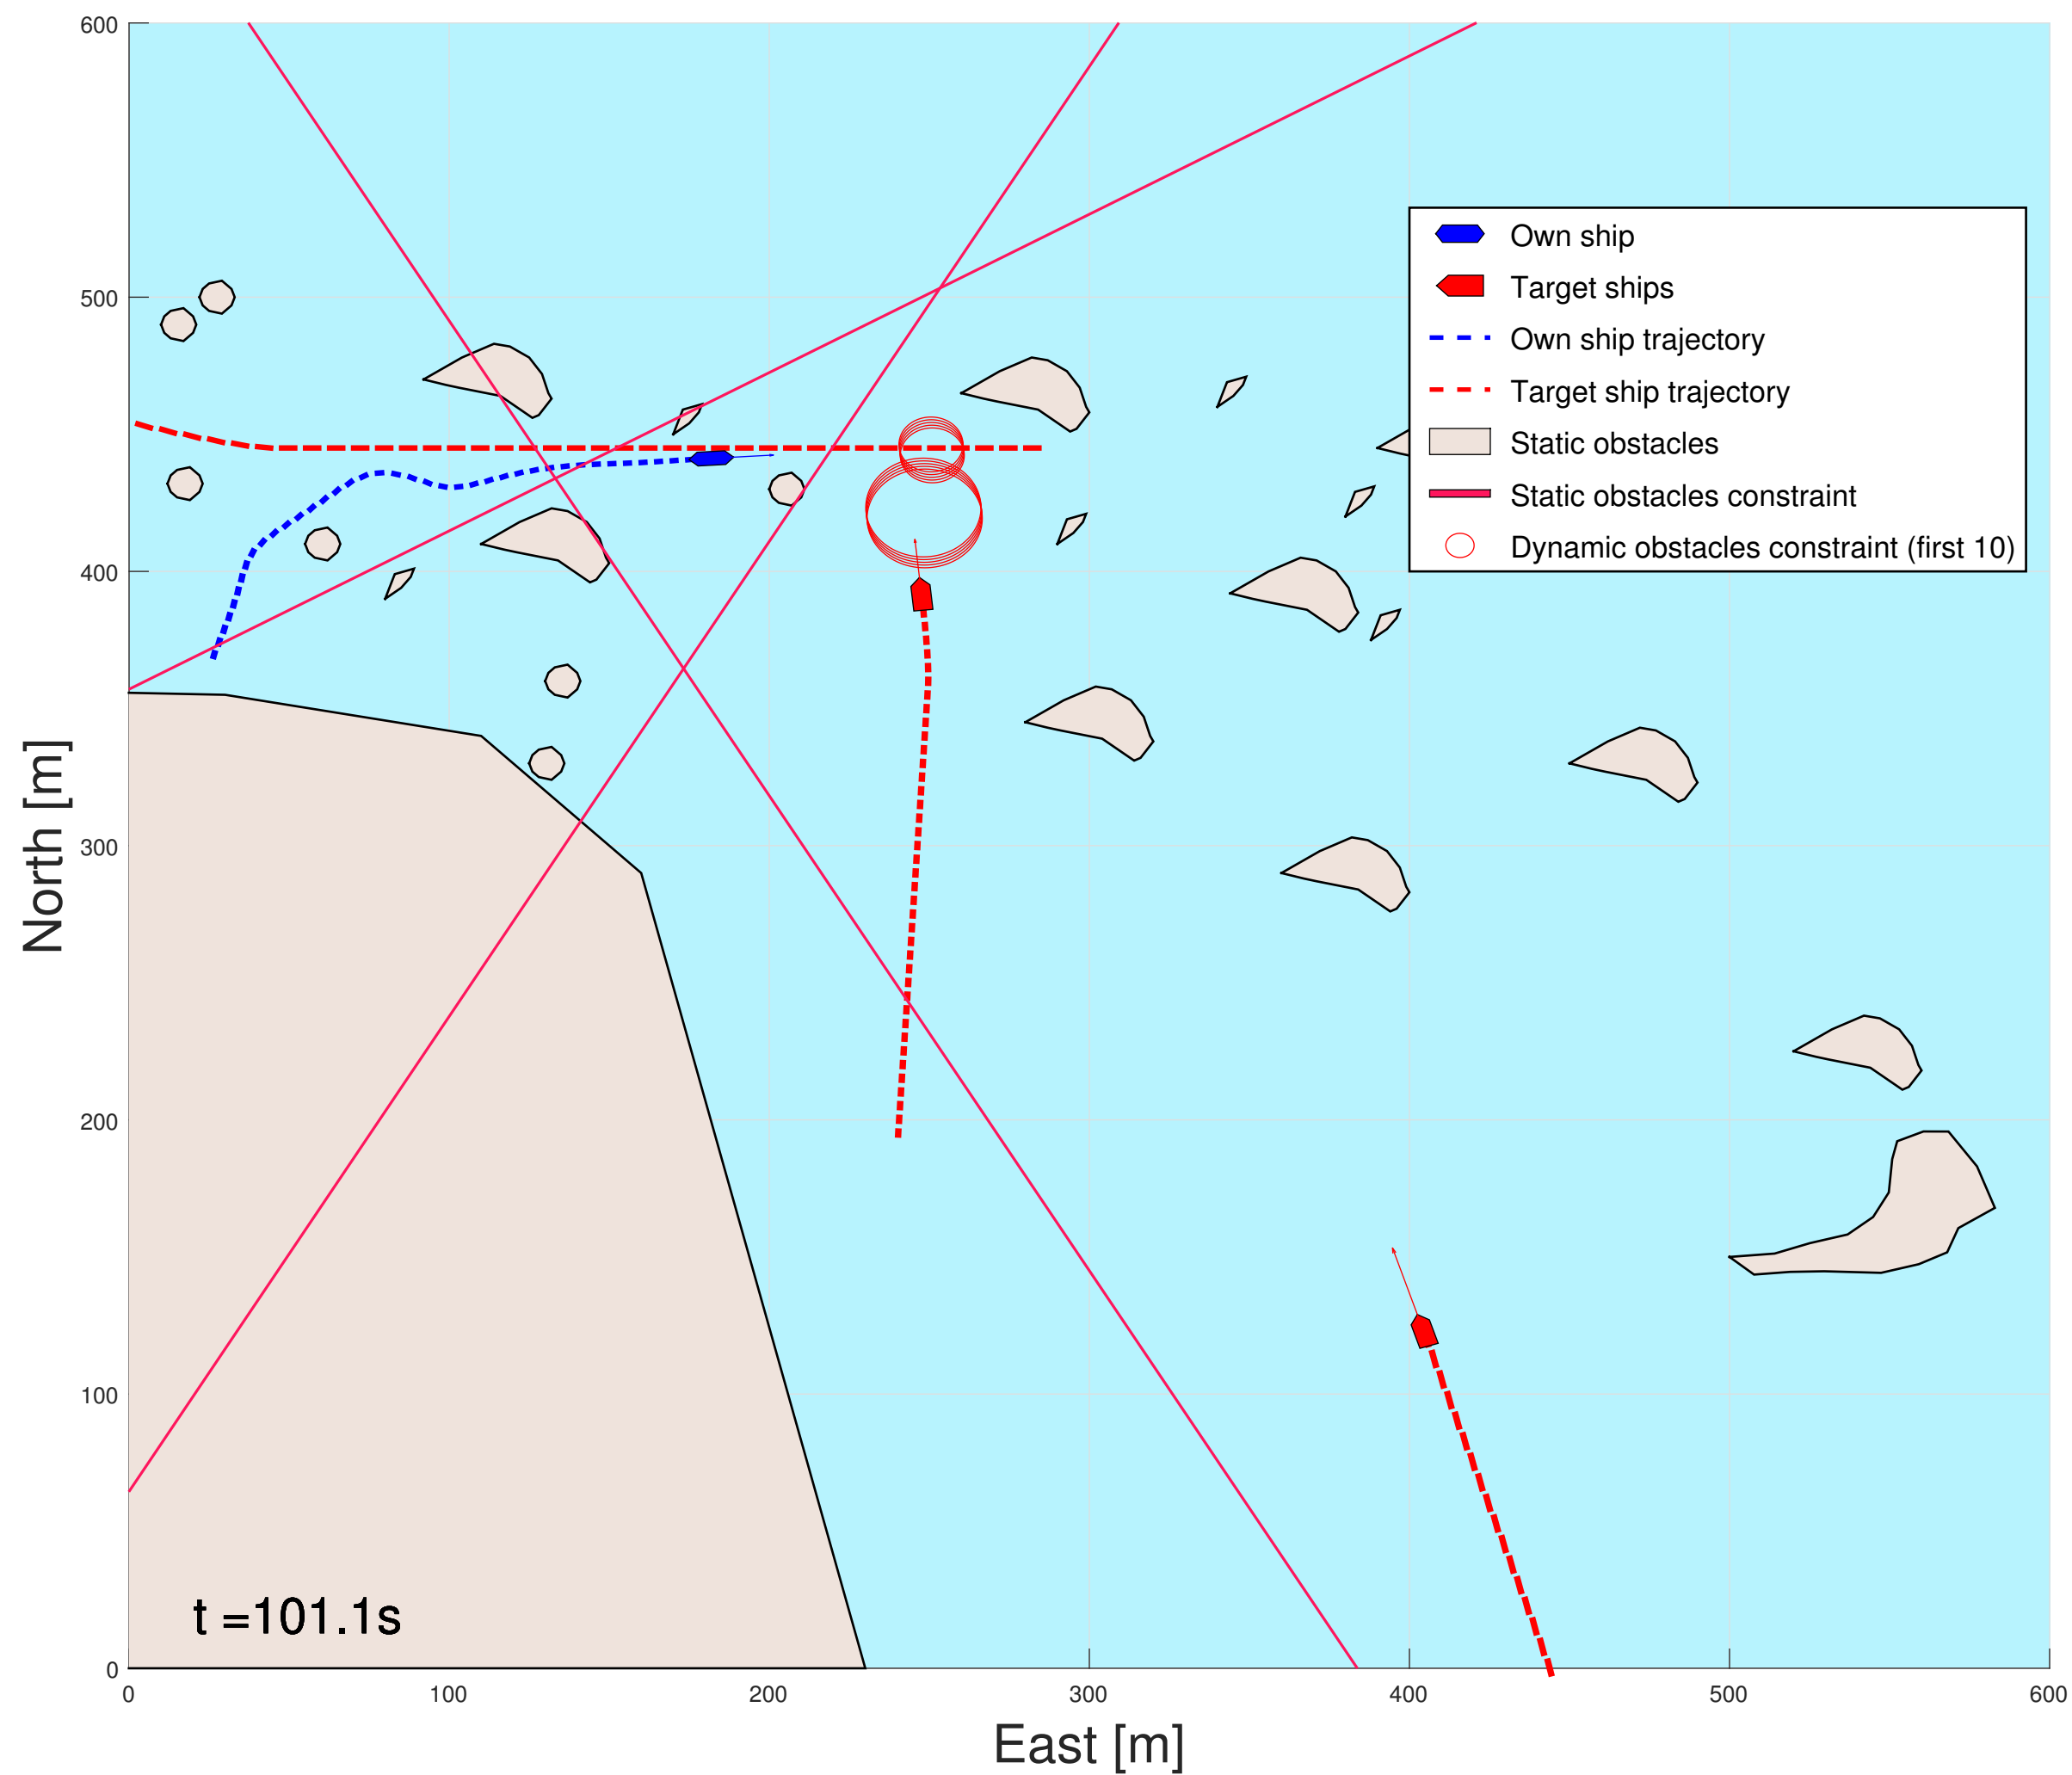 600
500
400
300
200
100
0
North [m]
Own ship
Target ships
Own ship trajectory
Target ship trajectory
Static obstacles
Static obstacles constraint
Dynamic obstacles constraint (first 10)
t =101.1s
0 100 200 300 400 500 600
East [m]